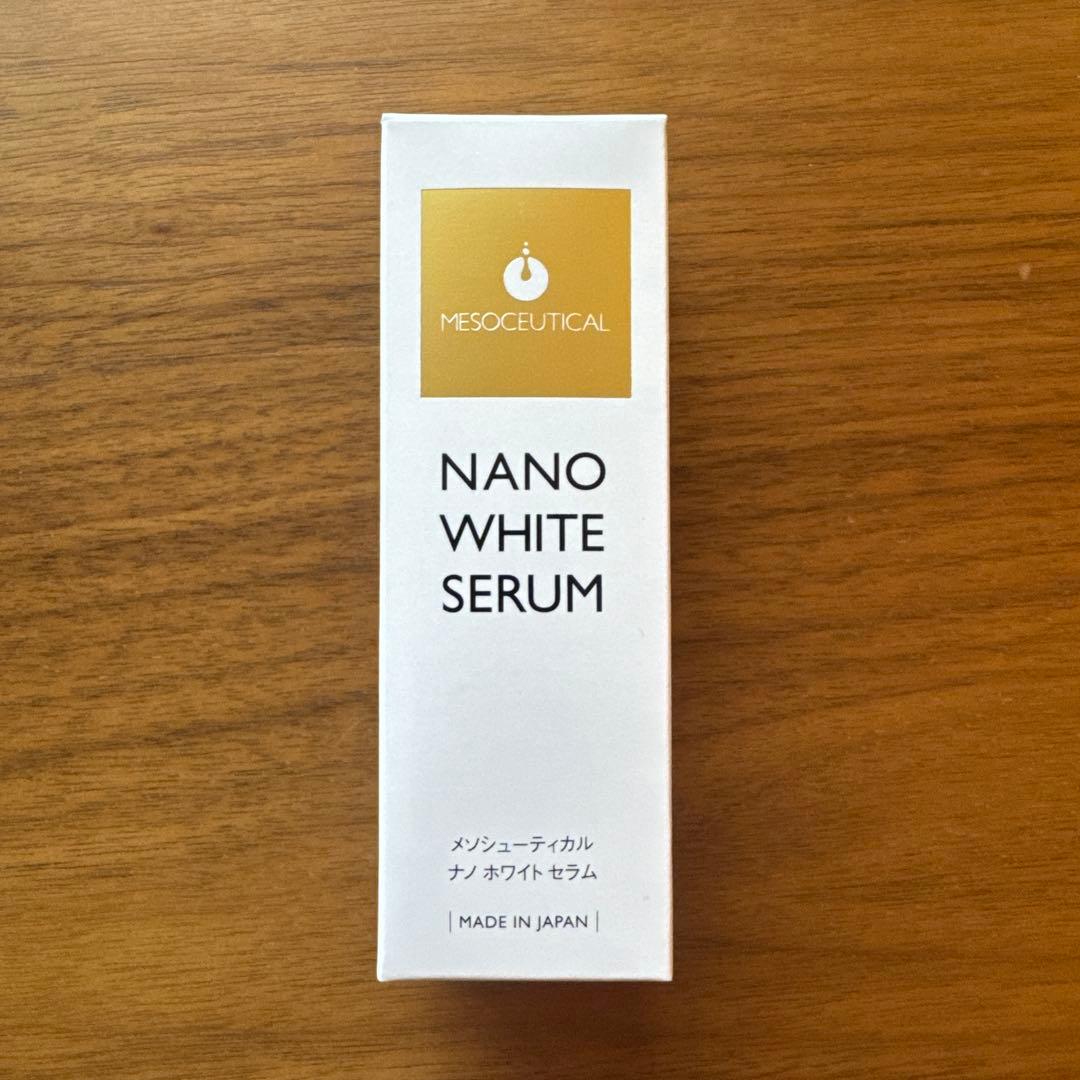 MESOCEUTICAL
NANO
WHITE
SERUM
メソシューティカル
ナノ ホワイト セラム
| MADE IN JAPAN |